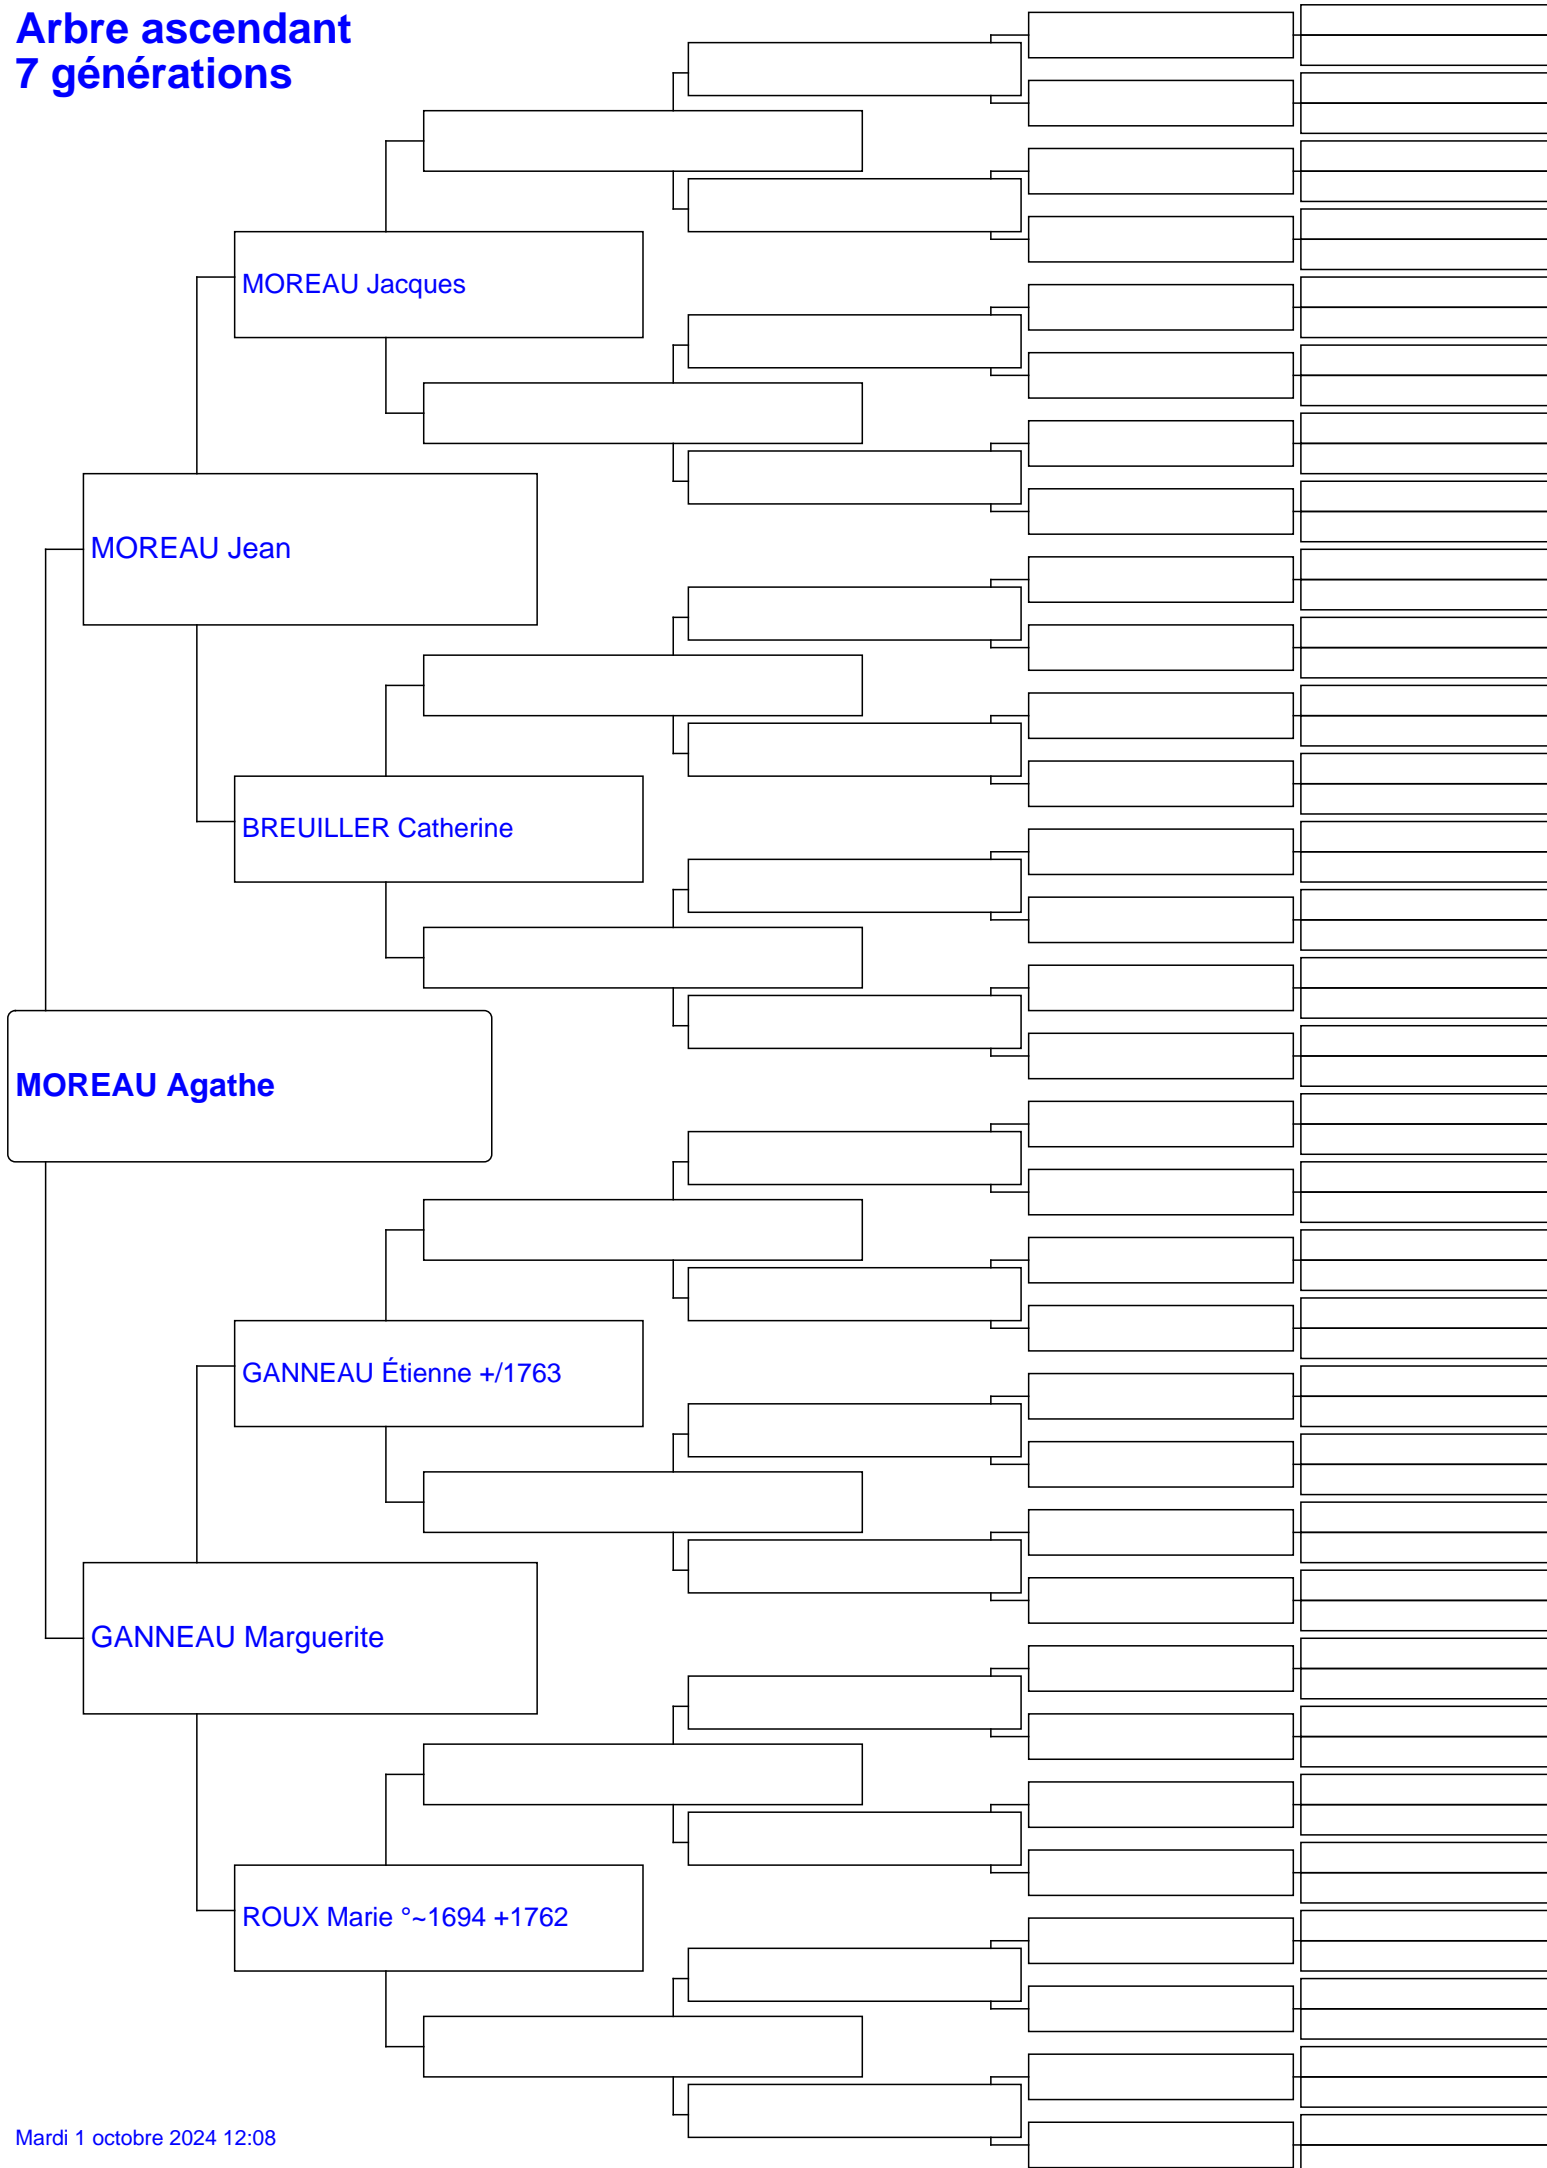 Arbre ascendant
7 générations
MOREAU Jacques
MOREAU Jean
BREUILLER Catherine
MOREAU Agathe
GANNEAU Étienne +/1763
GANNEAU Marguerite
ROUX Marie °~1694 +1762
Mardi 1 octobre 2024 12:08